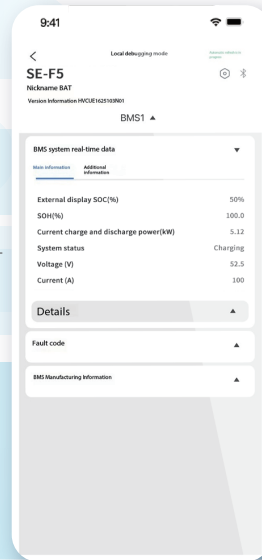 9:41
Local debugging mode
SE-F5
Nickname BAT
Version Information HVCUE1625103N01
BMS1 ▲
BMS system real-time data ▼
Main information Additional
information
External display SOC(%) 50%
SOH(%) 100.0
Current charge and discharge power(kW) 5.12
System status Charging
Voltage (V) 52.5
Current (A) 100
Details ▲
Fault code ▲
BMS Manufacturing Information ▲